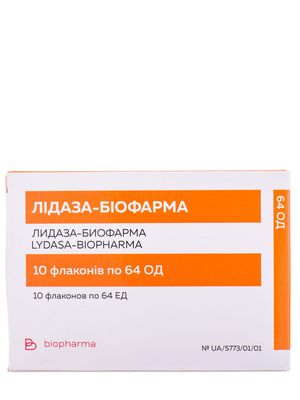 ЛІДАЗА-БІОФАРМА
ЛИДАЗА-БИОФАРМА
LYDASA-BIOPHARMA
10 флаконів по 64 ОД
10 флаконов по 64 ЕД
64 ОД
biopharma
№ UA/5773/01/01